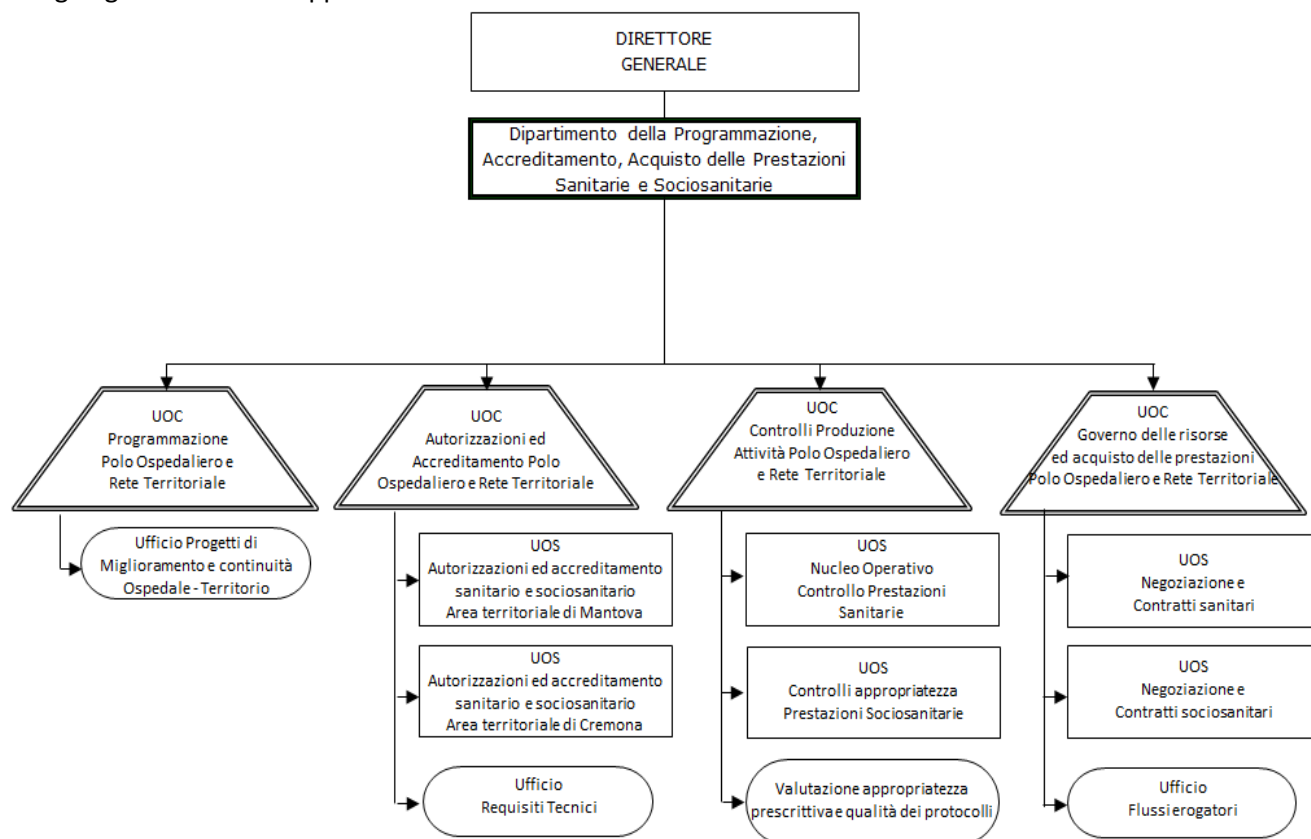 DIRETTORE
GENERALE
Dipartimento della Programmazione,
Accreditamento, Acquisto delle Prestazioni
Sanitarie e Sociosanitarie
UOC
Programmazione
Polo Ospedaliero e
Rete Territoriale
UOC
Autorizzazioni ed
Accreditamento Polo
Ospedaliero e Rete Territoriale
UOC
Controlli Produzione
Attività Polo Ospedaliero
e Rete Territoriale
UOC
Governo delle risorse
ed acquisto delle prestazioni
Polo Ospedaliero e Rete Territoriale
Ufficio Progetti di
Miglioramento e continuità
Ospedale - Territorio
UOS
Autorizzazioni ed accreditamento
sanitario e sociosanitario
Area territoriale di Mantova
UOS
Nucleo Operativo
Controllo Prestazioni
Sanitarie
UOS
Negoziazione e
Contratti sanitari
UOS
Autorizzazioni ed accreditamento
sanitario e sociosanitario
Area territoriale di Cremona
UOS
Controlli appropriatezza
Prestazioni Sociosanitarie
UOS
Negoziazione e
Contratti sociosanitari
Ufficio
Requisiti Tecnici
Valutazione appropriatezza
prescrittiva e qualità dei protocolli
Ufficio
Flussi erogatori